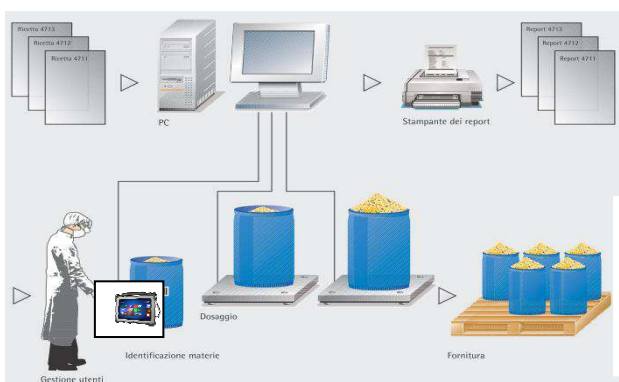 Ricetta 4713
Ricetta 4712
Ricetta 4711
PC
Stampante dei report
Report 4713
Report 4712
Report 4711
Dosaggio
Identificazione materie
Fornitura
Gestione utenti